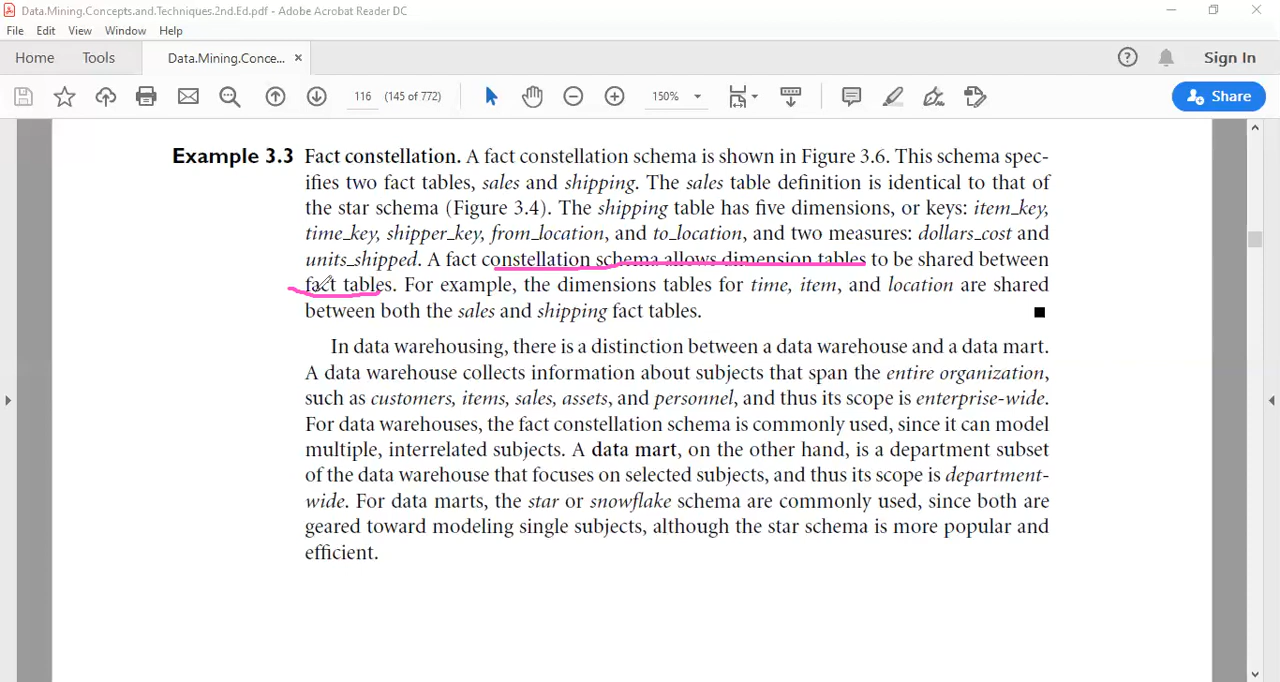 Data.Mining.Concepts.and.Techniques.2nd.Ed.pdf - Adobe Acrobat Reader DC
File Edit View Window Help
Home Tools Data.Mining.Conce... × Sign In
116 (145 of 772) 150% Share
Example 3.3 Fact constellation. A fact constellation schema is shown in Figure 3.6. This schema spec-
ifies two fact tables, sales and shipping. The sales table definition is identical to that of
the star schema (Figure 3.4). The shipping table has five dimensions, or keys: item_key,
time_key, shipper_key, from_location, and to_location, and two measures: dollars_cost and
units_shipped. A fact constellation schema allows dimension tables to be shared between
fact tables. For example, the dimensions tables for time, item, and location are shared
between both the sales and shipping fact tables.
In data warehousing, there is a distinction between a data warehouse and a data mart.
A data warehouse collects information about subjects that span the entire organization,
such as customers, items, sales, assets, and personnel, and thus its scope is enterprise-wide.
For data warehouses, the fact constellation schema is commonly used, since it can model
multiple, interrelated subjects. A data mart, on the other hand, is a department subset
of the data warehouse that focuses on selected subjects, and thus its scope is department-
wide. For data marts, the star or snowflake schema are commonly used, since both are
geared toward modeling single subjects, although the star schema is more popular and
efficient.